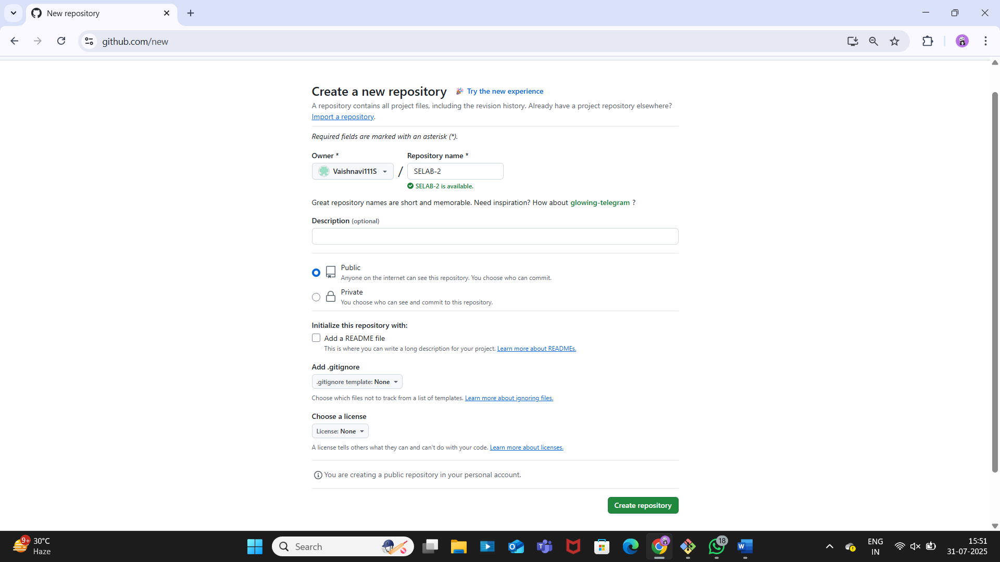 New repository
github.com/new
Create a new repository Try the new experience
A repository contains all project files, including the revision history. Already have a project repository elsewhere?
Import a repository.
Required fields are marked with an asterisk (*).
Owner * Repository name *
Vaishnavi111S / SELAB-2
SELAB-2 is available.
Great repository names are short and memorable. Need inspiration? How about glowing-telegram ?
Description (optional)
Public
Anyone on the internet can see this repository. You choose who can commit.
Private
You choose who can see and commit to this repository.
Initialize this repository with:
Add a README file
This is where you can write a long description for your project. Learn more about READMEs.
Add .gitignore
.gitignore template: None
Choose which files not to track from a list of templates. Learn more about ignoring files.
Choose a license
License: None
A license tells others what they can and can't do with your code. Learn more about licenses.
You are creating a public repository in your personal account.
Create repository
9+ 30°C
Haze
Search
18
ENG
IN
15:51
31-07-2025